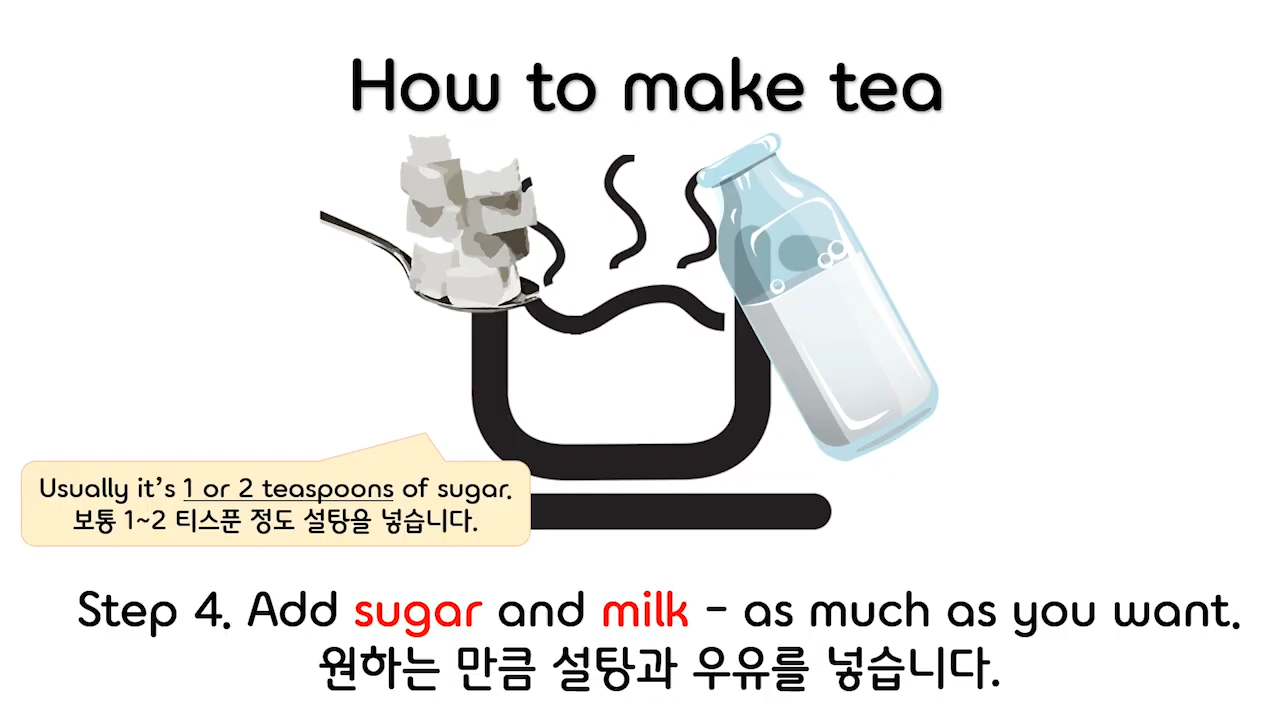 How to make tea
Usually it's 1 or 2 teaspoons of sugar.
보통 1~2 티스푼 정도 설탕을 넣습니다.
Step 4. Add sugar and milk - as much as you want.
원하는 만큼 설탕과 우유를 넣습니다.